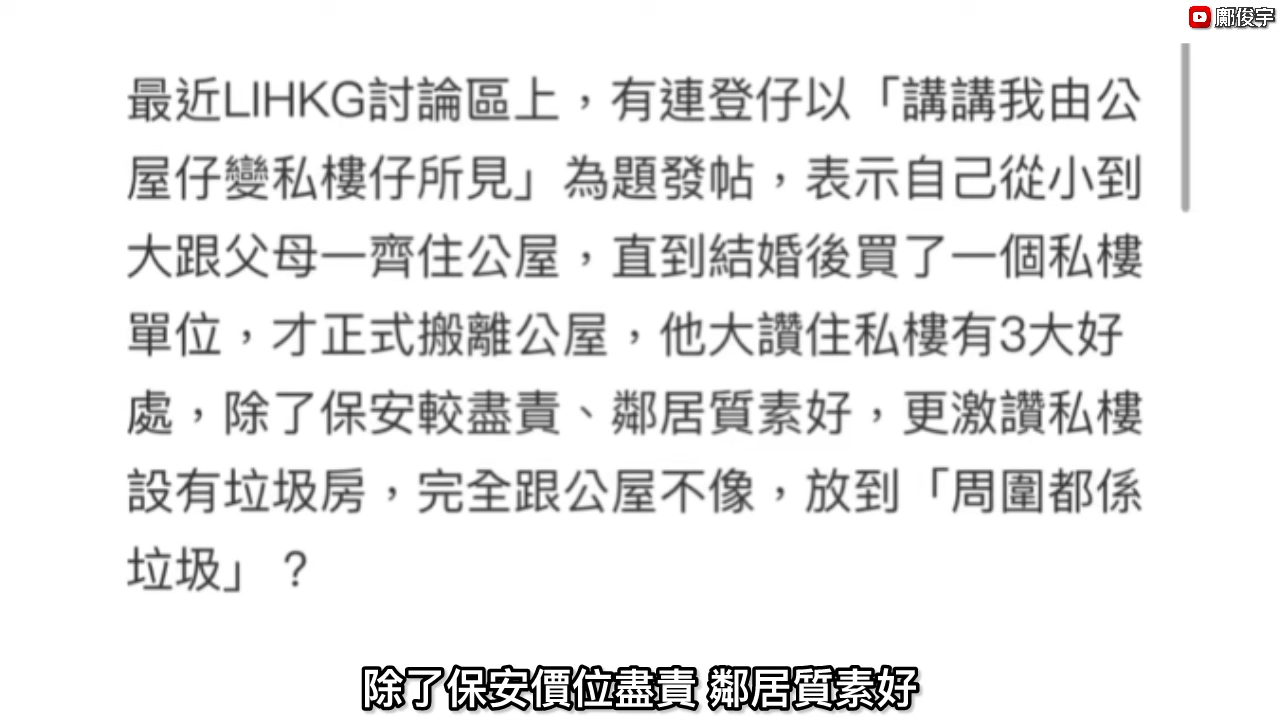 鄺俊宇
最近LIHKG討論區上，有連登仔以「講講我由公
屋仔變私樓仔所見」為題發帖，表示自己從小到
大跟父母一齊住公屋，直到結婚後買了一個私樓
單位，才正式搬離公屋，他大讚住私樓有3大好
處，除了保安較盡責、鄰居質素好，更激讚私樓
設有垃圾房，完全跟公屋不像，放到「周圍都係
垃圾」？
除了保安價位盡責 鄰居質素好